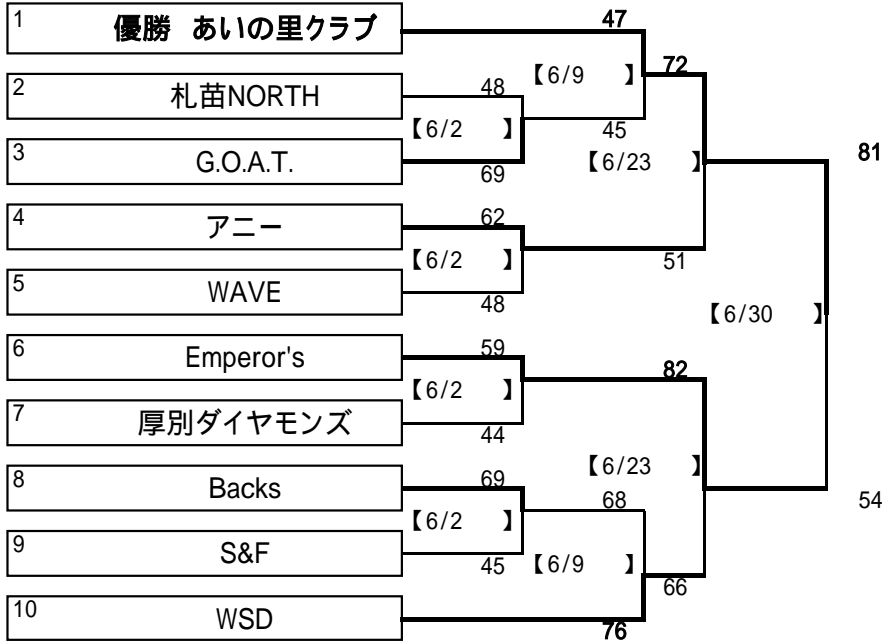 1 優勝 あいの里クラブ
47
2 札苗NORTH
48
【6/9 】
72
【6/2 】
45
3 G.O.A.T.
69
【6/23 】
81
4 アニー
62
【6/2 】
51
5 WAVE
48
【6/30 】
6 Emperor's
59
82
【6/2 】
7 厚別ダイヤモンズ
44
【6/23 】
8 Backs
69
68
54
【6/2 】
9 S&F
45
【6/9 】
66
10 WSD
76